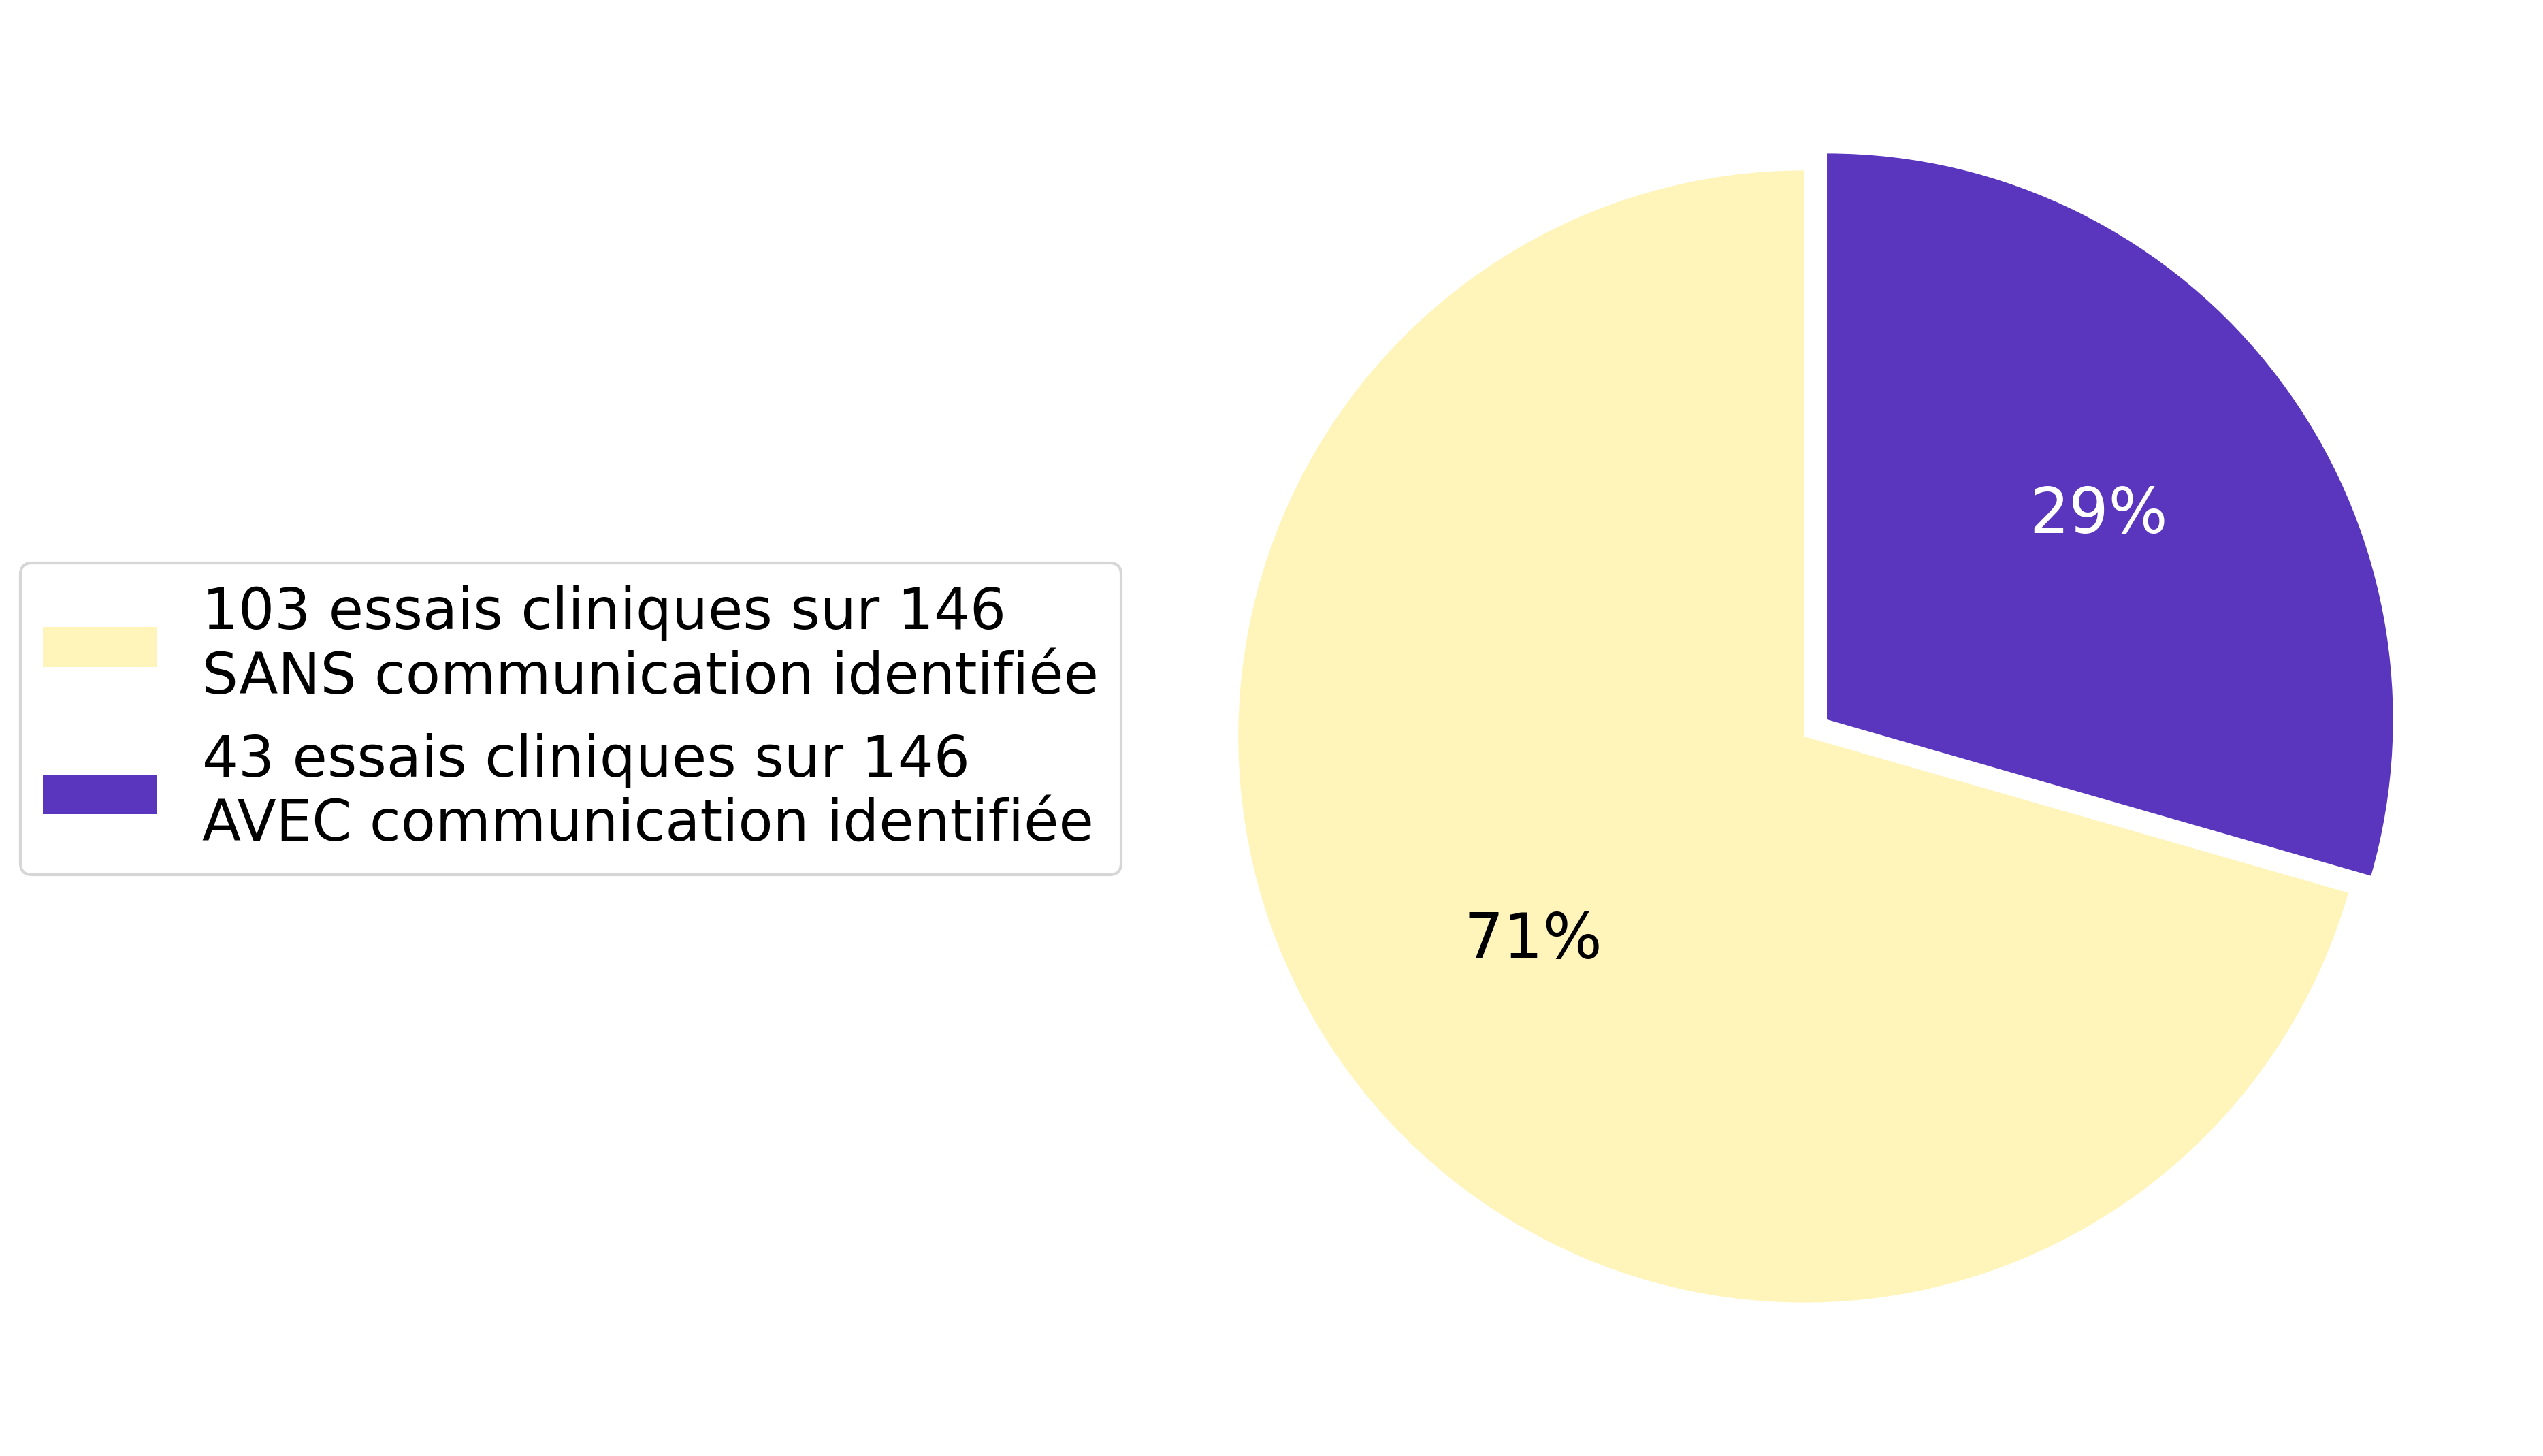 103 essais cliniques sur 146
SANS communication identifiée
43 essais cliniques sur 146
AVEC communication identifiée
29%
71%